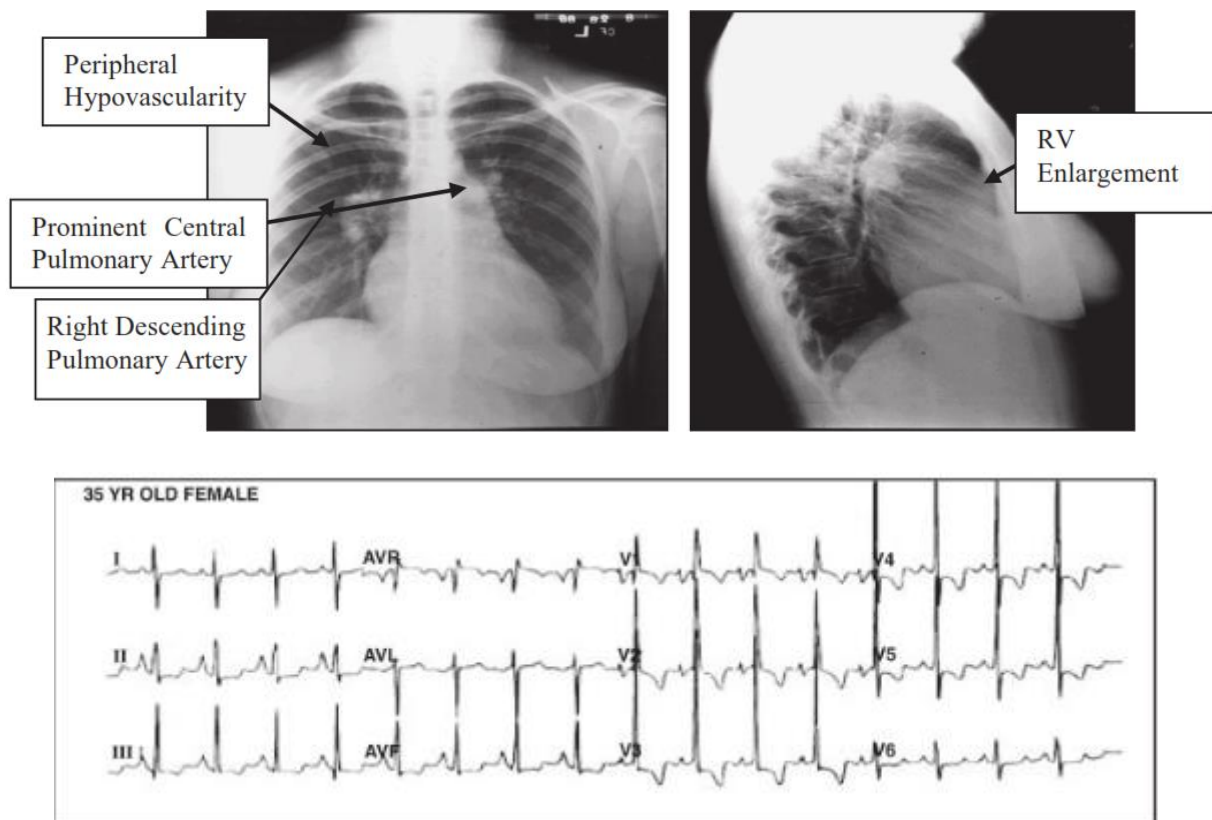 Peripheral
Hypovascularity
Prominent Central
Pulmonary Artery
Right Descending
Pulmonary Artery
L
CF
RV
Enlargement
35 YR OLD FEMALE
I AVR V1 V4
II AVL V2 V5
III AVF V3 V6